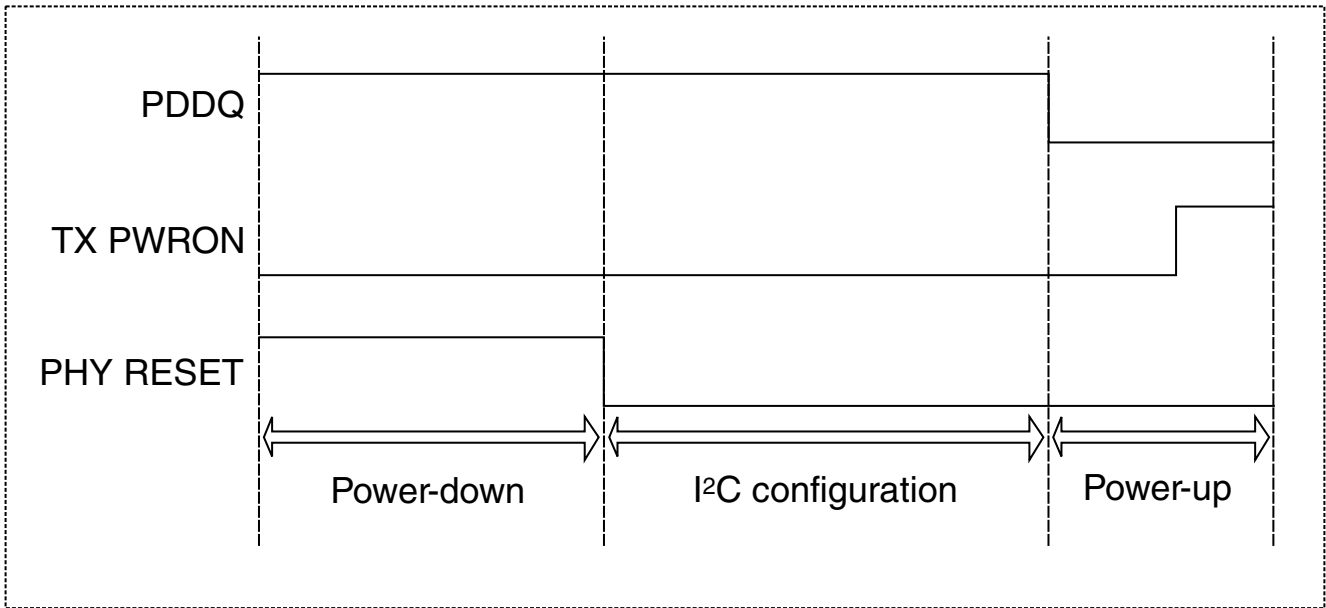 PDDQ
TX PWRON
PHY RESET
Power-down
I²C configuration
Power-up